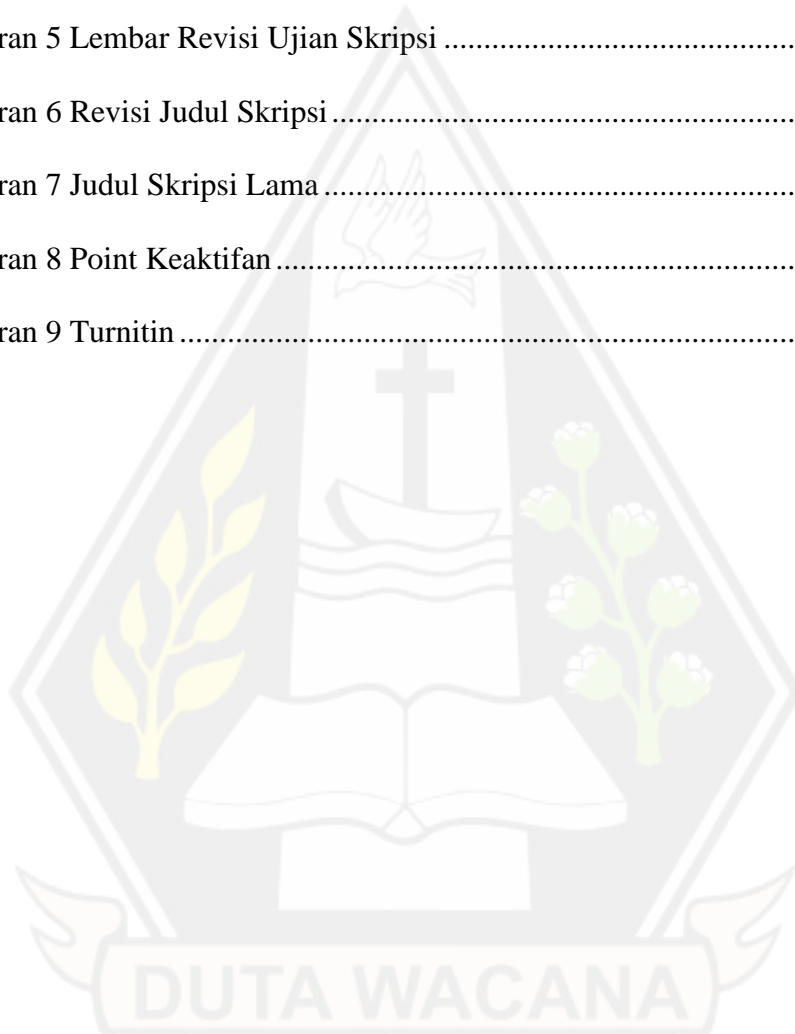 ran 5 Lembar Revisi Ujian Skripsi ............................................
ran 6 Revisi Judul Skripsi ..........................................................
ran 7 Judul Skripsi Lama ...........................................................
ran 8 Point Keaktifan .................................................................
ran 9 Turnitin .............................................................................
DUTA WACANA